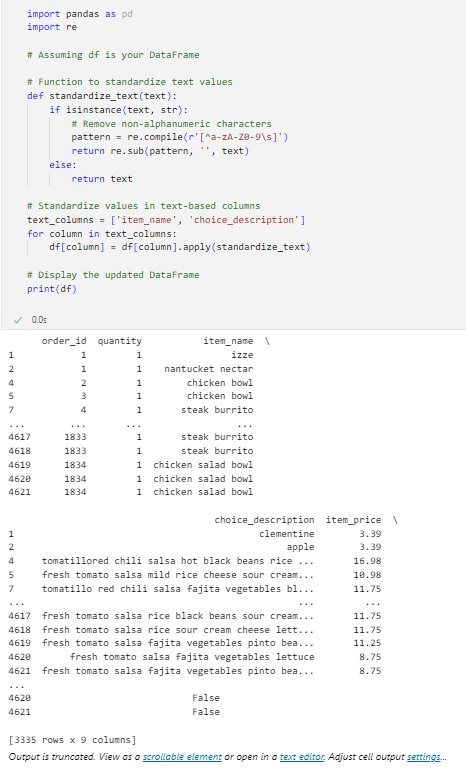 import pandas as pd
import re
# Assuming df is your DataFrame
# Function to standardize text values
def standardize_text(text):
    if isinstance(text, str):
        # Remove non-alphanumeric characters
        pattern = re.compile(r'[^a-zA-Z0-9\s]')
        return re.sub(pattern, '', text)
    else:
        return text
# Standardize values in text-based columns
text_columns = ['item_name', 'choice_description']
for column in text_columns:
    df[column] = df[column].apply(standardize_text)
# Display the updated DataFrame
print(df)
✓ 0.0s
order_id quantity item_name \
1 1 1 izze
2 1 1 nantucket nectar
4 2 1 chicken bowl
5 3 1 chicken bowl
7 4 1 steak burrito
... ... ... ...
4617 1833 1 steak burrito
4618 1833 1 steak burrito
4619 1834 1 chicken salad bowl
4620 1834 1 chicken salad bowl
4621 1834 1 chicken salad bowl
choice_description item_price \
1 clementine 3.39
2 apple 3.39
4 tomatillored chili salsa hot black beans rice ... 16.98
5 fresh tomato salsa mild rice cheese sour cream... 10.98
7 tomatillo red chili salsa fajita vegetables bl... 11.75
... ... ...
4617 fresh tomato salsa rice black beans sour cream... 11.75
4618 fresh tomato salsa rice sour cream cheese lett... 11.75
4619 fresh tomato salsa fajita vegetables pinto bea... 11.25
4620 fresh tomato salsa fajita vegetables lettuce 8.75
4621 fresh tomato salsa fajita vegetables pinto bea... 8.75
...
4620 False
4621 False
[3335 rows x 9 columns]
Output is truncated. View as a scrollable element or open in a text editor. Adjust cell output settings...